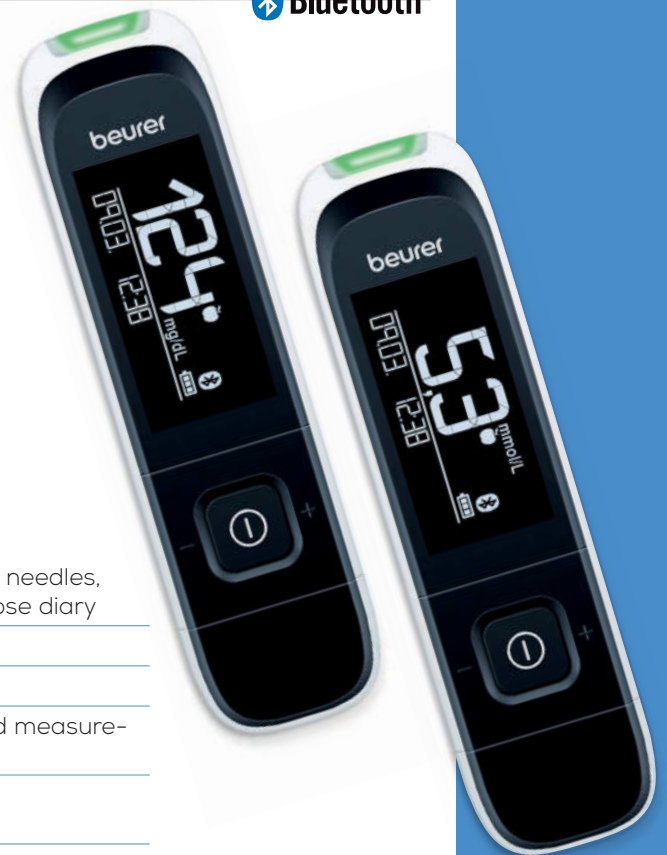 Bluetooth®
beurer
124
mg/dL
09.03.
12:38
beurer
5,3
mmol/L
09.03.
12:38
- +
- +
needles,
ose diary
d measure-